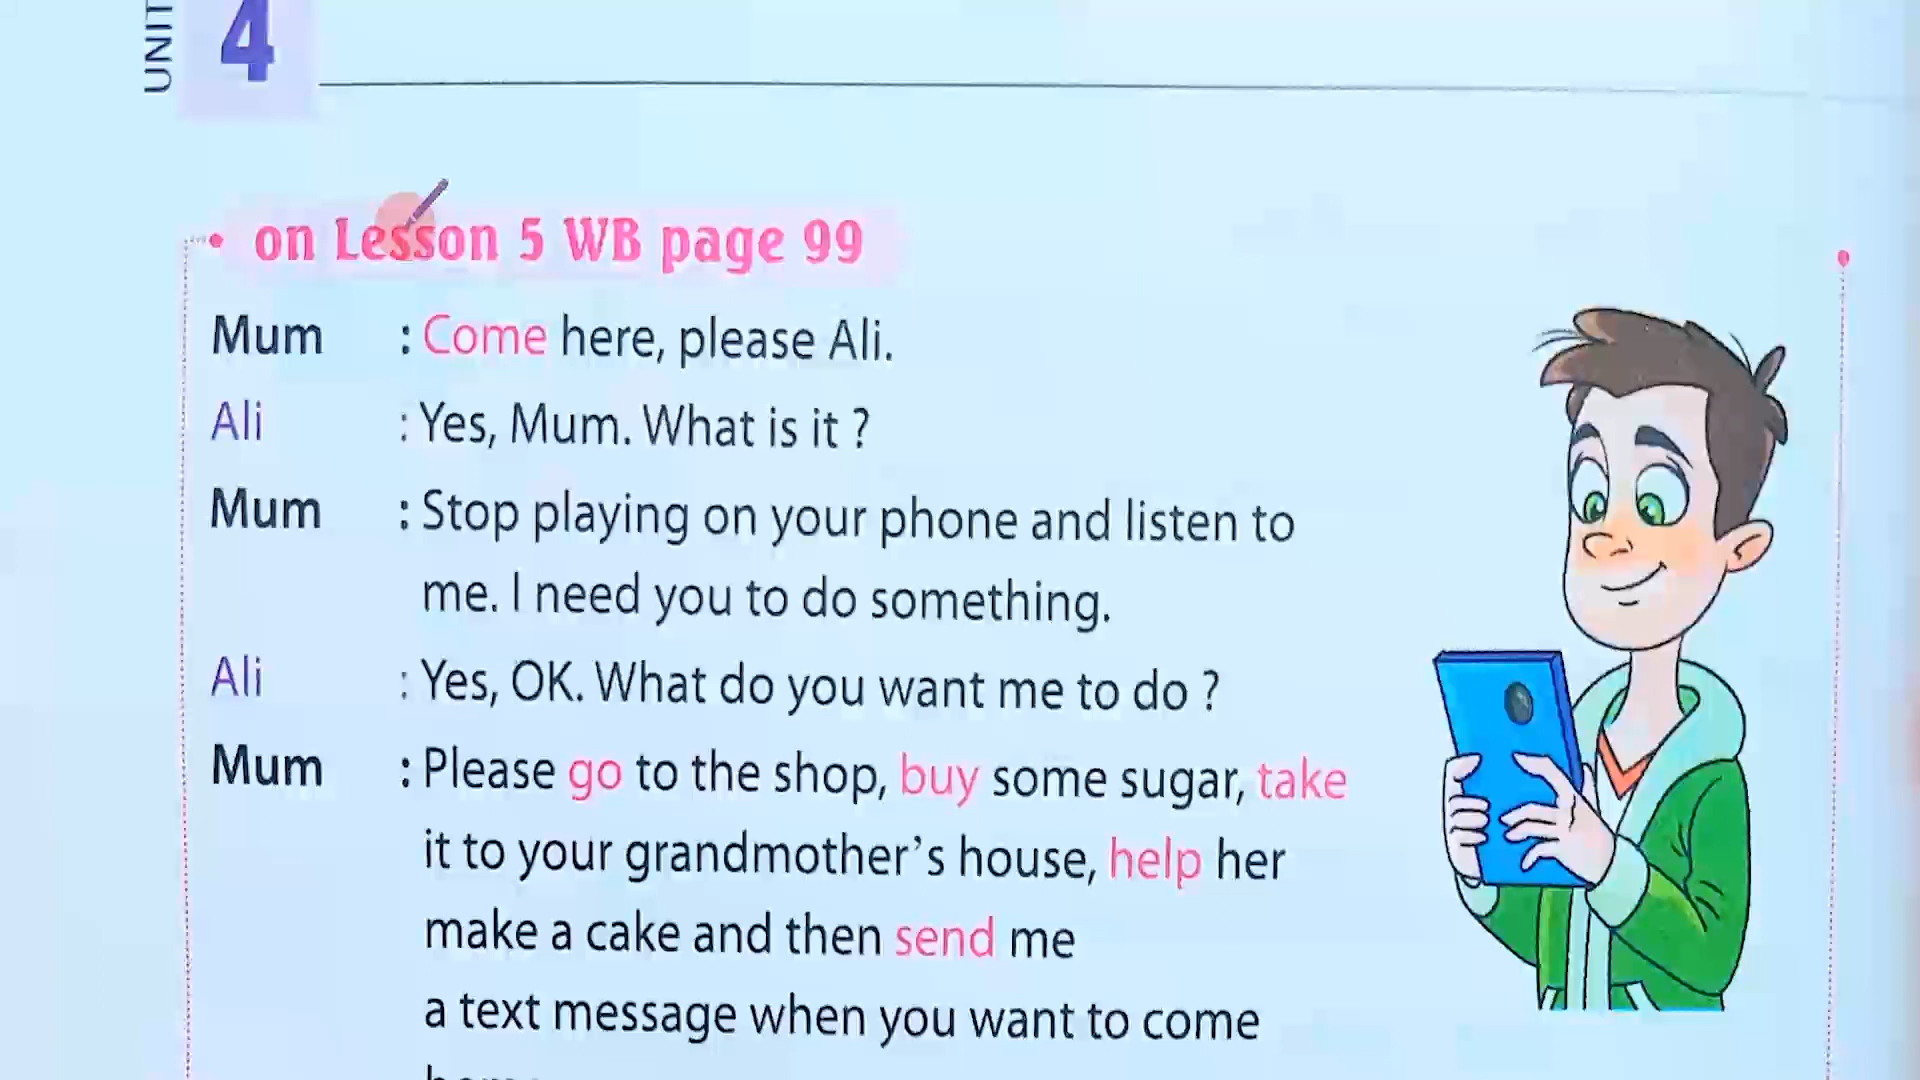 UNIT 4
on Lesson 5 WB page 99
Mum : Come here, please Ali.
Ali : Yes, Mum. What is it ?
Mum : Stop playing on your phone and listen to
me. I need you to do something.
Ali : Yes, OK. What do you want me to do ?
Mum : Please go to the shop, buy some sugar, take
it to your grandmother's house, help her
make a cake and then send me
a text message when you want to come